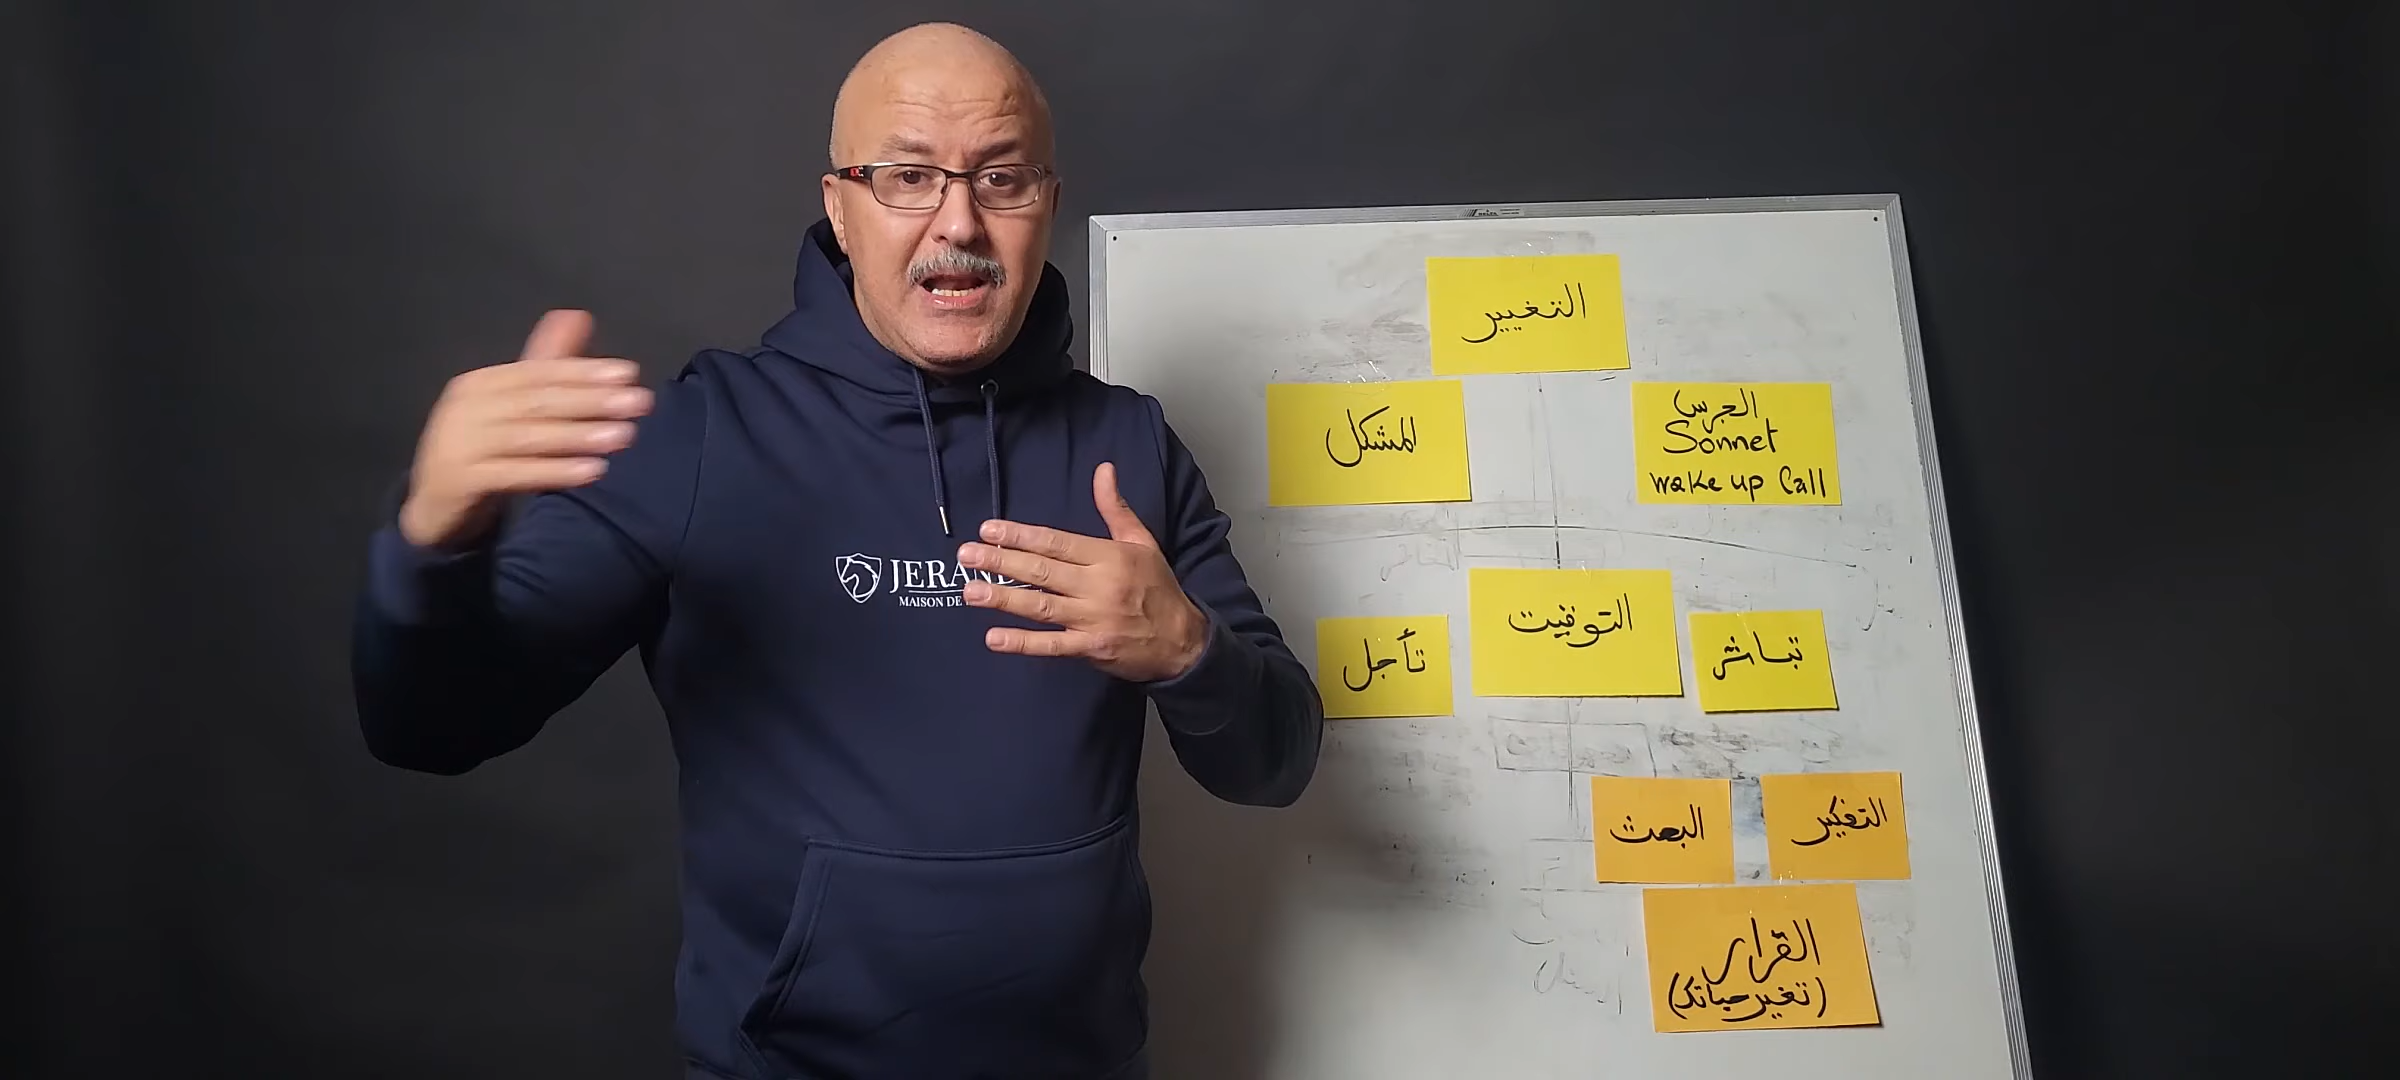 التغيير
الجرس
Sonnet
wake up Call
المشكل
التوقيت
تباشر
تأجل
التفكير
البحث
القرار
(تغير حياتك)
JERAND
MAISON DE